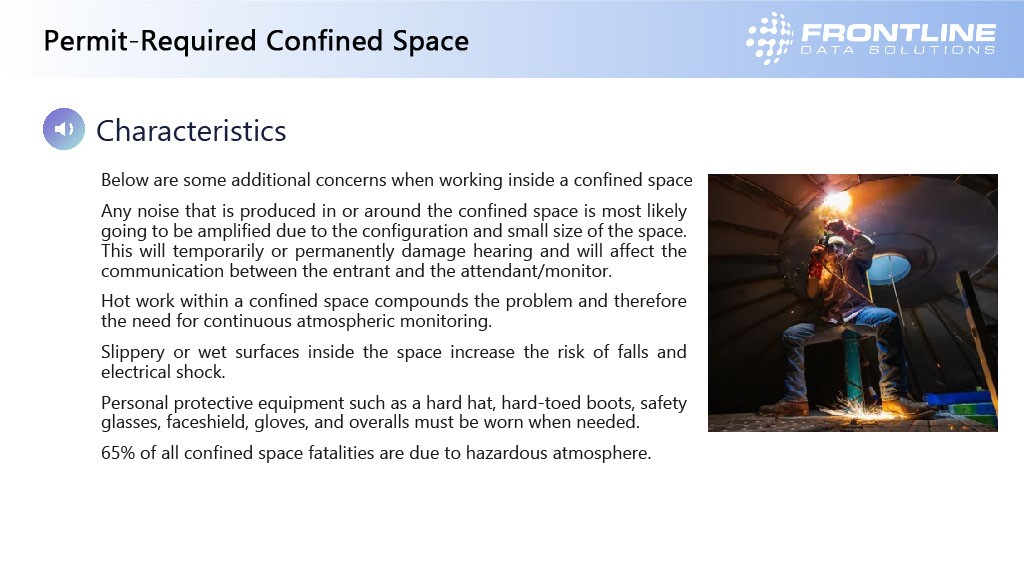 Permit-Required Confined Space
FRONTLINE
DATA SOLUTIONS
Characteristics
Below are some additional concerns when working inside a confined space
Any noise that is produced in or around the confined space is most likely
going to be amplified due to the configuration and small size of the space.
This will temporarily or permanently damage hearing and will affect the
communication between the entrant and the attendant/monitor.
Hot work within a confined space compounds the problem and therefore
the need for continuous atmospheric monitoring.
Slippery or wet surfaces inside the space increase the risk of falls and
electrical shock.
Personal protective equipment such as a hard hat, hard-toed boots, safety
glasses, faceshield, gloves, and overalls must be worn when needed.
65% of all confined space fatalities are due to hazardous atmosphere.